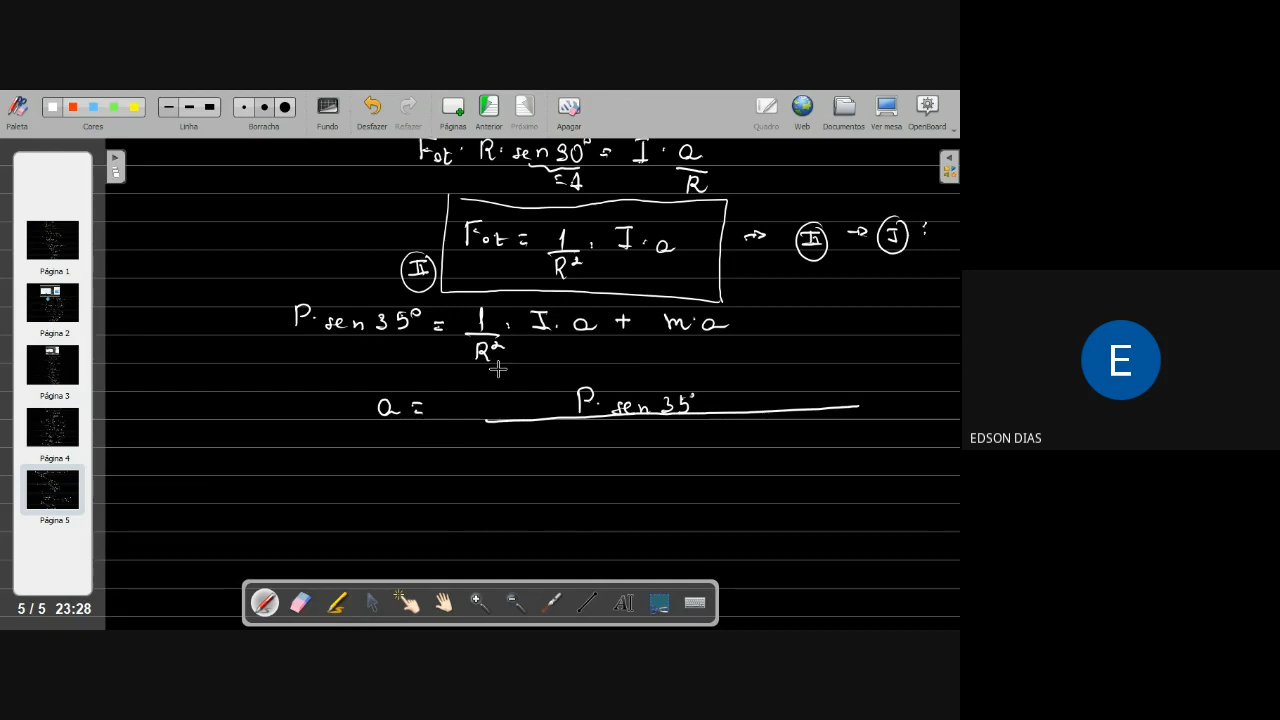 Paleta
Cores
Linha
Borracha
Fundo
Desfazer
Refazer
Páginas
Anterior
Próximo
Apagar
Quadro
Web
Documentos
Ver mesa
OpenBoard
Página 1
Página 2
Página 3
Página 4
Página 5
5 / 5 23:28
Fat. R. sen 30° = I . a/R
= 1
II Fat = 1/R² . I . a → II → I :
P. sen 35° = 1/R² . I . a + m . a
a = P. sen 35°
AI
E
EDSON DIAS